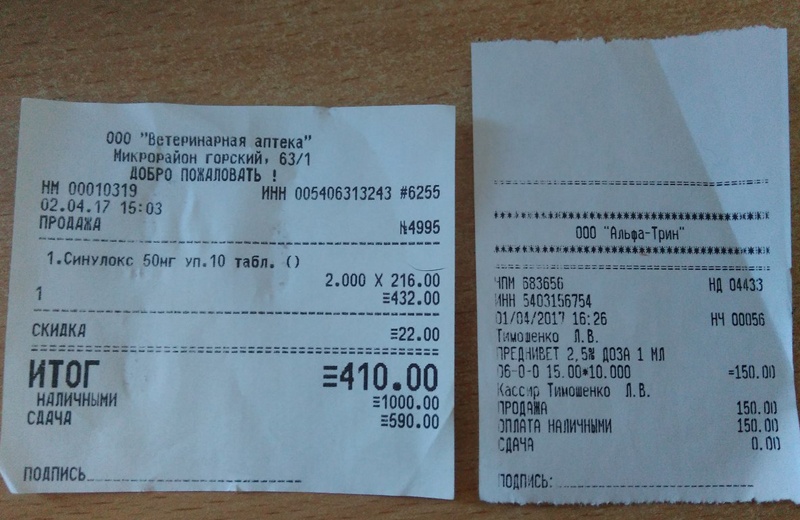 ООО "Ветеринарная аптека"
Микрорайон горский, 63/1
ДОБРО ПОЖАЛОВАТЬ !
НМ 00010319 ИНН 005406313243 #6255
02.04.17 15:03
ПРОДАЖА №4995
1.Синулокс 50мг уп.10 табл. ()
2.000 X 216.00
1 ≡432.00
СКИДКА ≡22.00
ИТОГ ≡410.00
НАЛИЧНЫМИ ≡1000.00
СДАЧА ≡590.00
ПОДПИСЬ
ООО "Альфа-Трин"
ЧПИ 683656 НД 04433
ИНН 5403156754
01/04/2017 16:26 НЧ 00056
Тимошенко Л.В.
ПРЕДНИВЕТ 2,5% ДОЗА 1 МЛ
06-0-0 15.00*10.000 =150.00
Кассир Тимошенко Л.В.
ПРОДАЖА 150.00
ОПЛАТА НАЛИЧНЫМИ 150.00
СДАЧА 0.00
ПОДПИСЬ: